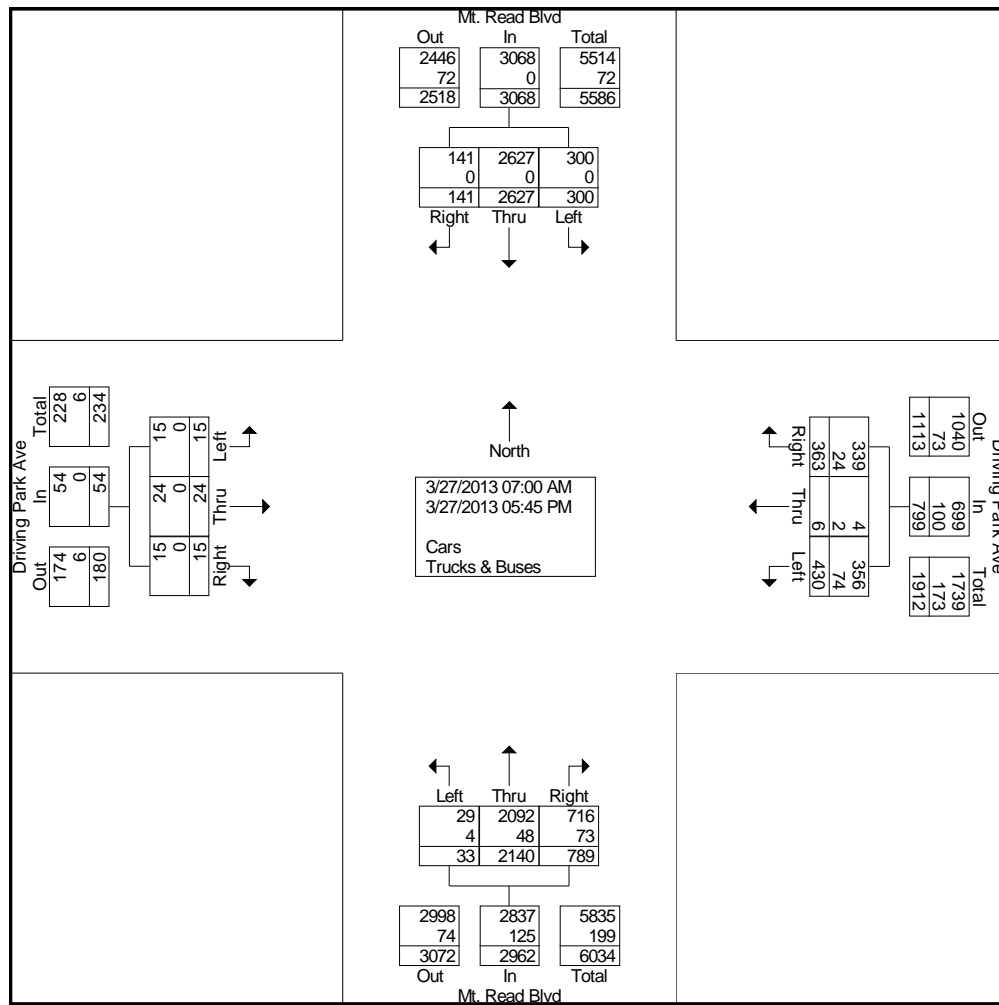 Mt. Read Blvd
Out In Total
2446 3068 5514
72 0 72
2518 3068 5586
141 2627 300
0 0 0
141 2627 300
Right Thru Left
Driving Park Ave
Total In Out
228 54 174
6 0 6
234 54 180
15 24 15
0 0 0
15 24 15
Left Thru Right
North
3/27/2013 07:00 AM
3/27/2013 05:45 PM
Cars
Trucks & Buses
Right Thru Left
339 4 356
24 2 74
363 6 430
Out In Total
1040 699 1739
73 100 173
1113 799 1912
Driving Park Ave
Left Thru Right
29 2092 716
4 48 73
33 2140 789
2998 2837 5835
74 125 199
3072 2962 6034
Out In Total
Mt. Read Blvd